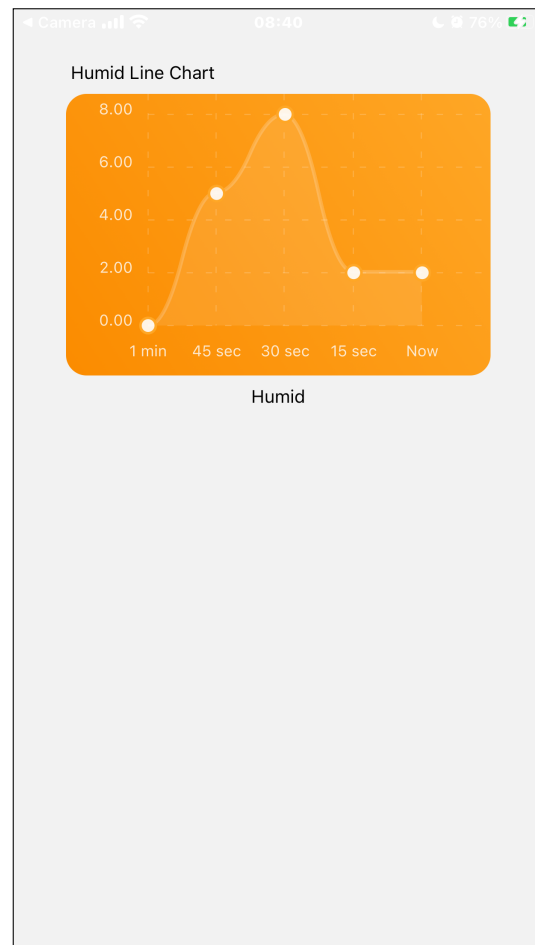 ◀ Camera 08:40 76%
Humid Line Chart
8.00
6.00
4.00
2.00
0.00
1 min 45 sec 30 sec 15 sec Now
Humid